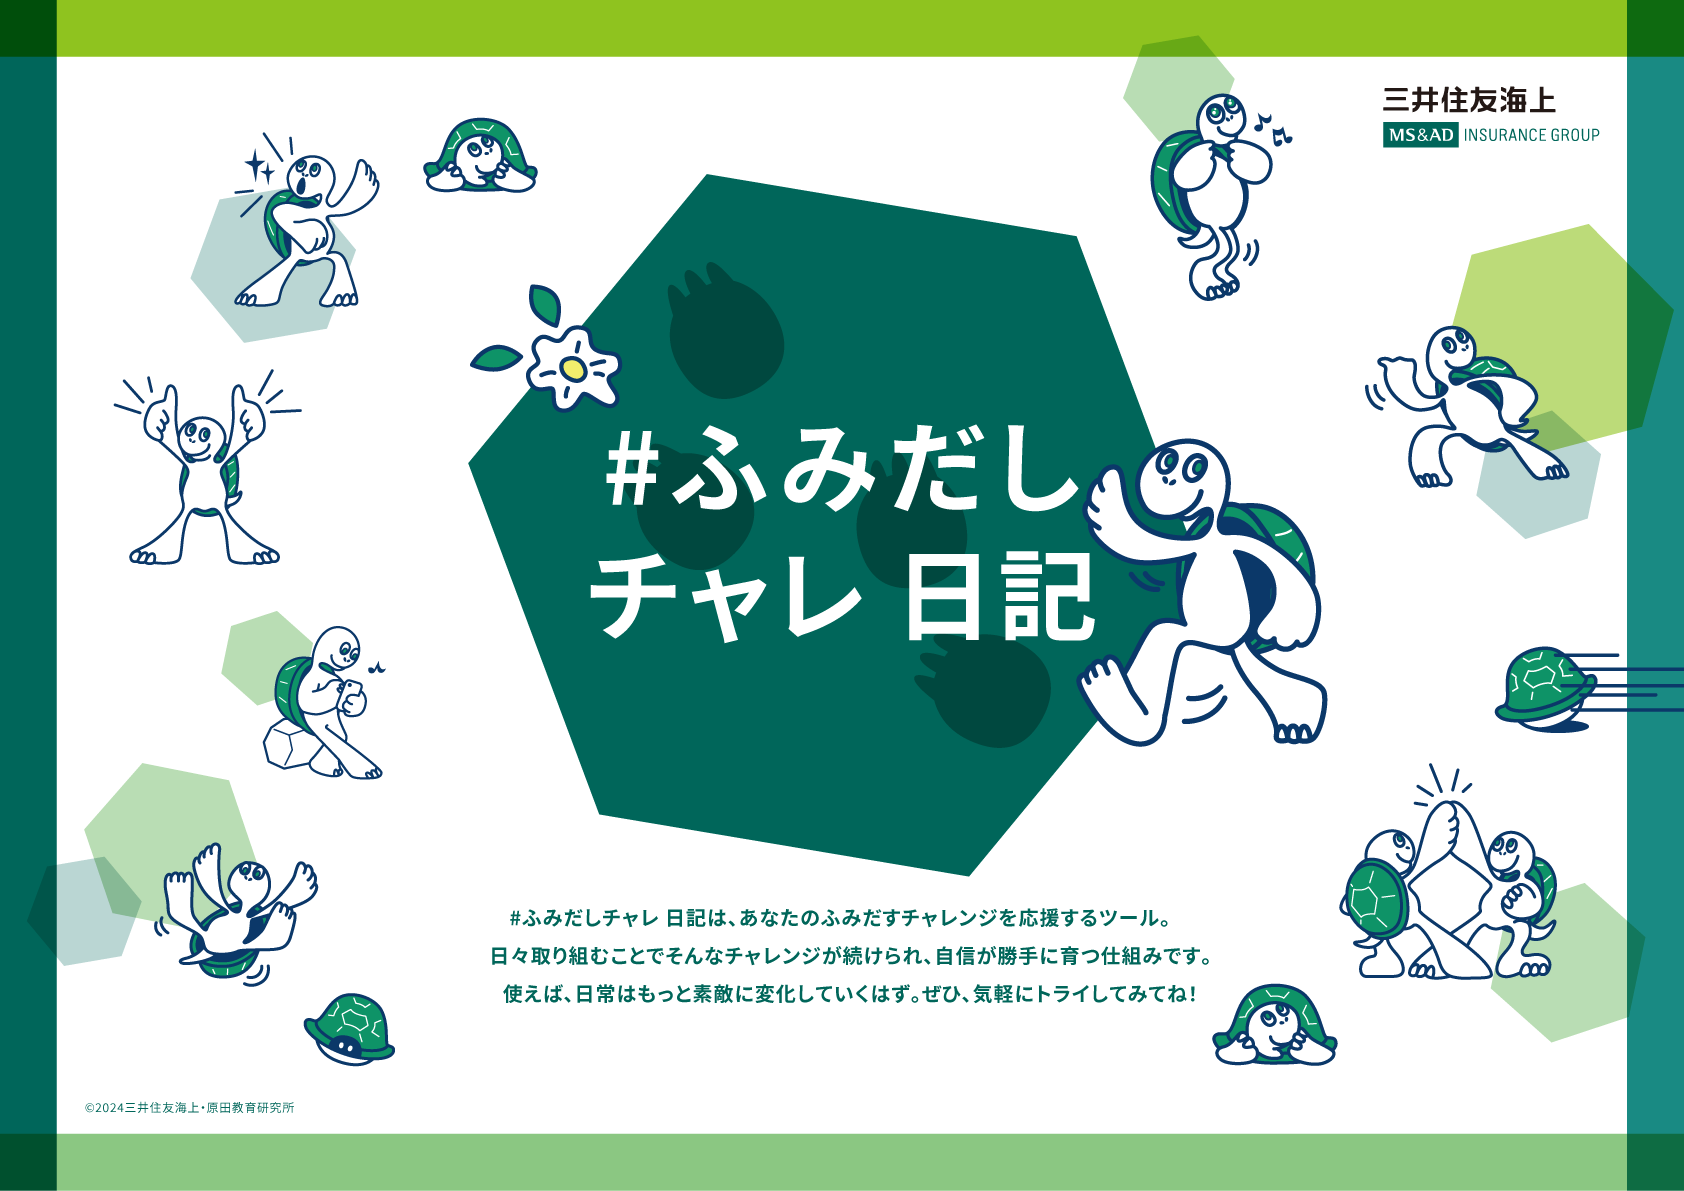 三井住友海上
MS&AD INSURANCE GROUP
#ふみだし
チャレ 日記
#ふみだしチャレ 日記は、あなたのふみだすチャレンジを応援するツール。
日々取り組むことでそんなチャレンジが続けられ、自信が勝手に育つ仕組みです。
使えば、日常はもっと素敵に変化していくはず。ぜひ、気軽にトライしてみてね！
©2024三井住友海上・原田教育研究所